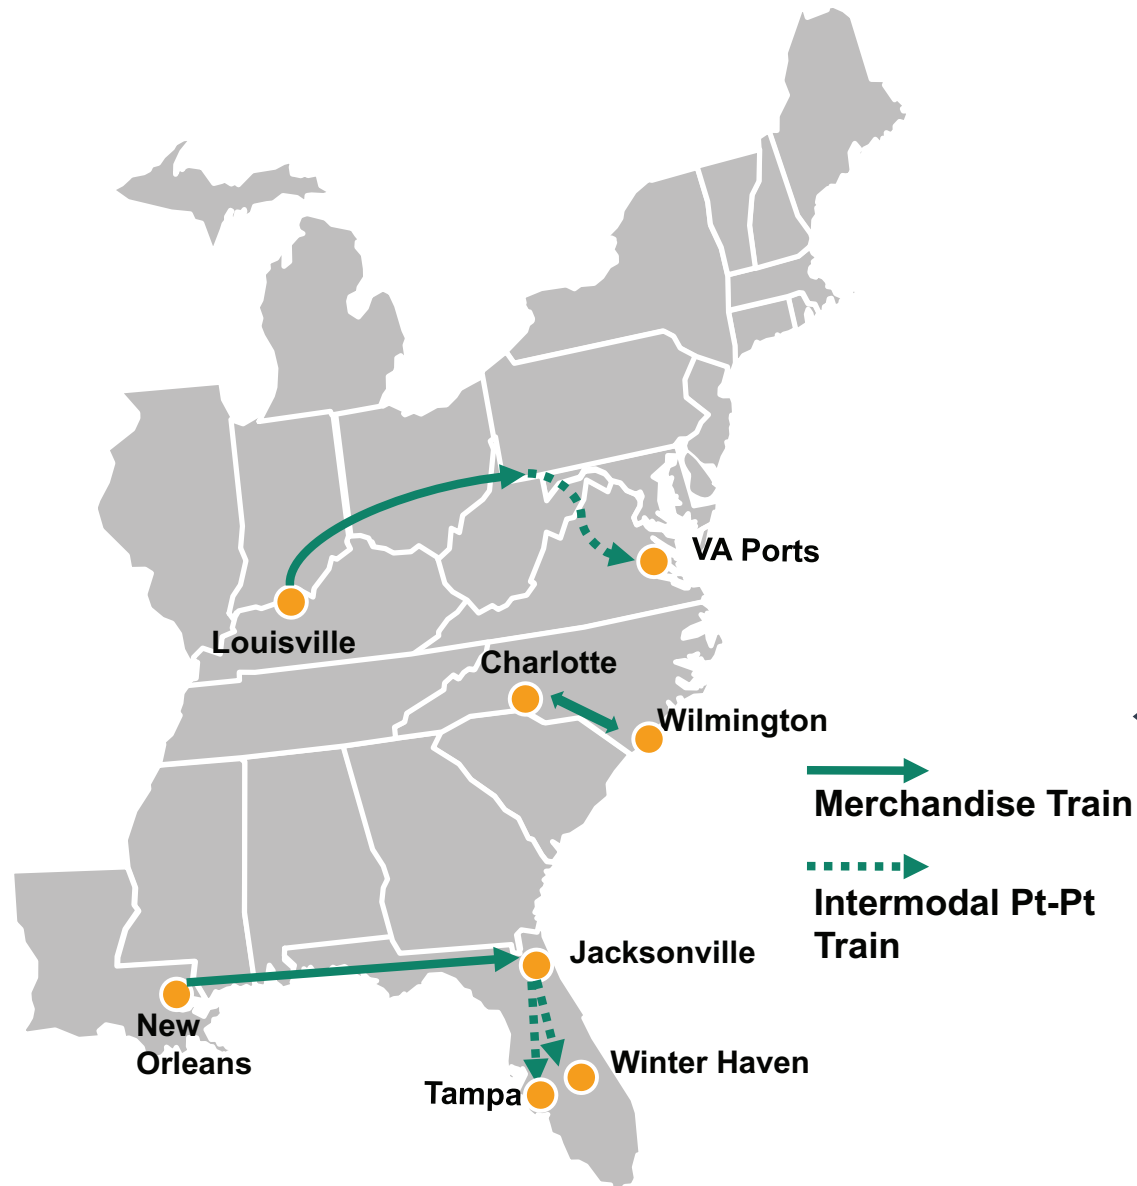 VA Ports
Louisville
Charlotte
Wilmington
Merchandise Train
Intermodal Pt-Pt
Train
Jacksonville
New
Orleans
Winter Haven
Tampa